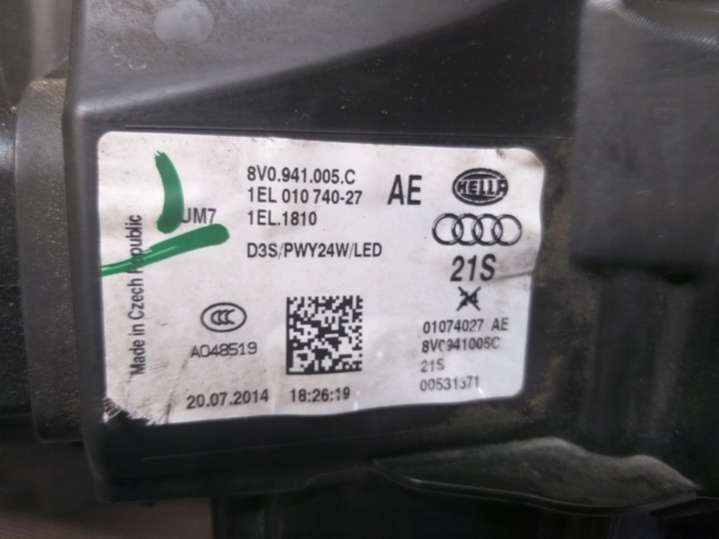 8V0.941.005.C
1EL 010 740-27
AE
HELLA
UM7
1EL.1810
D3S/PWY24W/LED
21S
Made in Czech Republic
CCC
A048519
01074027 AE
8V0941005C
21S
20.07.2014
18:26:19